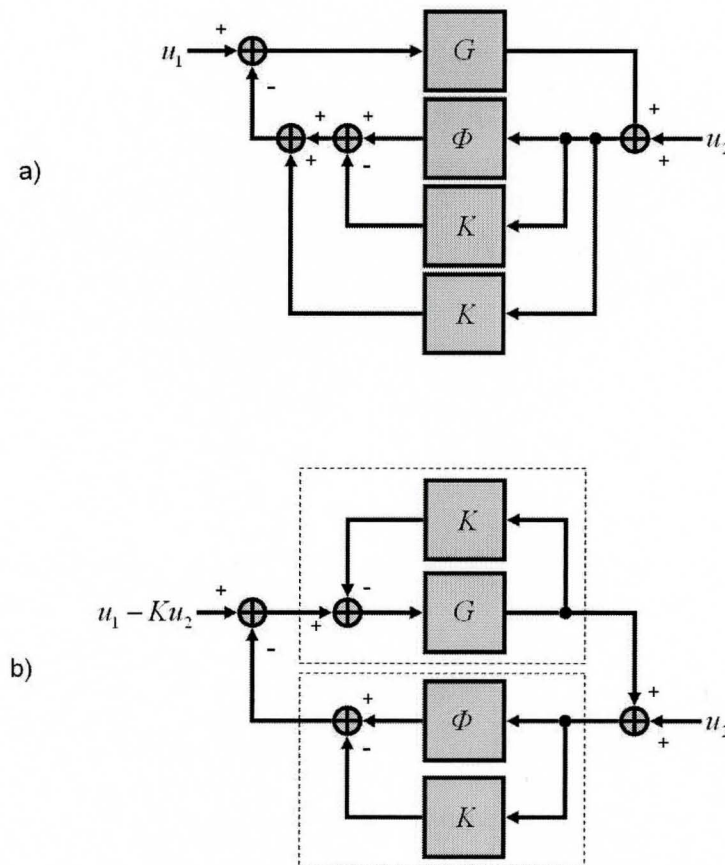 a)
u₁
+
-
G
+
+
+
+
+
-
Φ
+
+
u₂
K
K
b)
K
-
u₁ − Ku₂
+
+
-
G
+
-
Φ
+
+
u₂
K